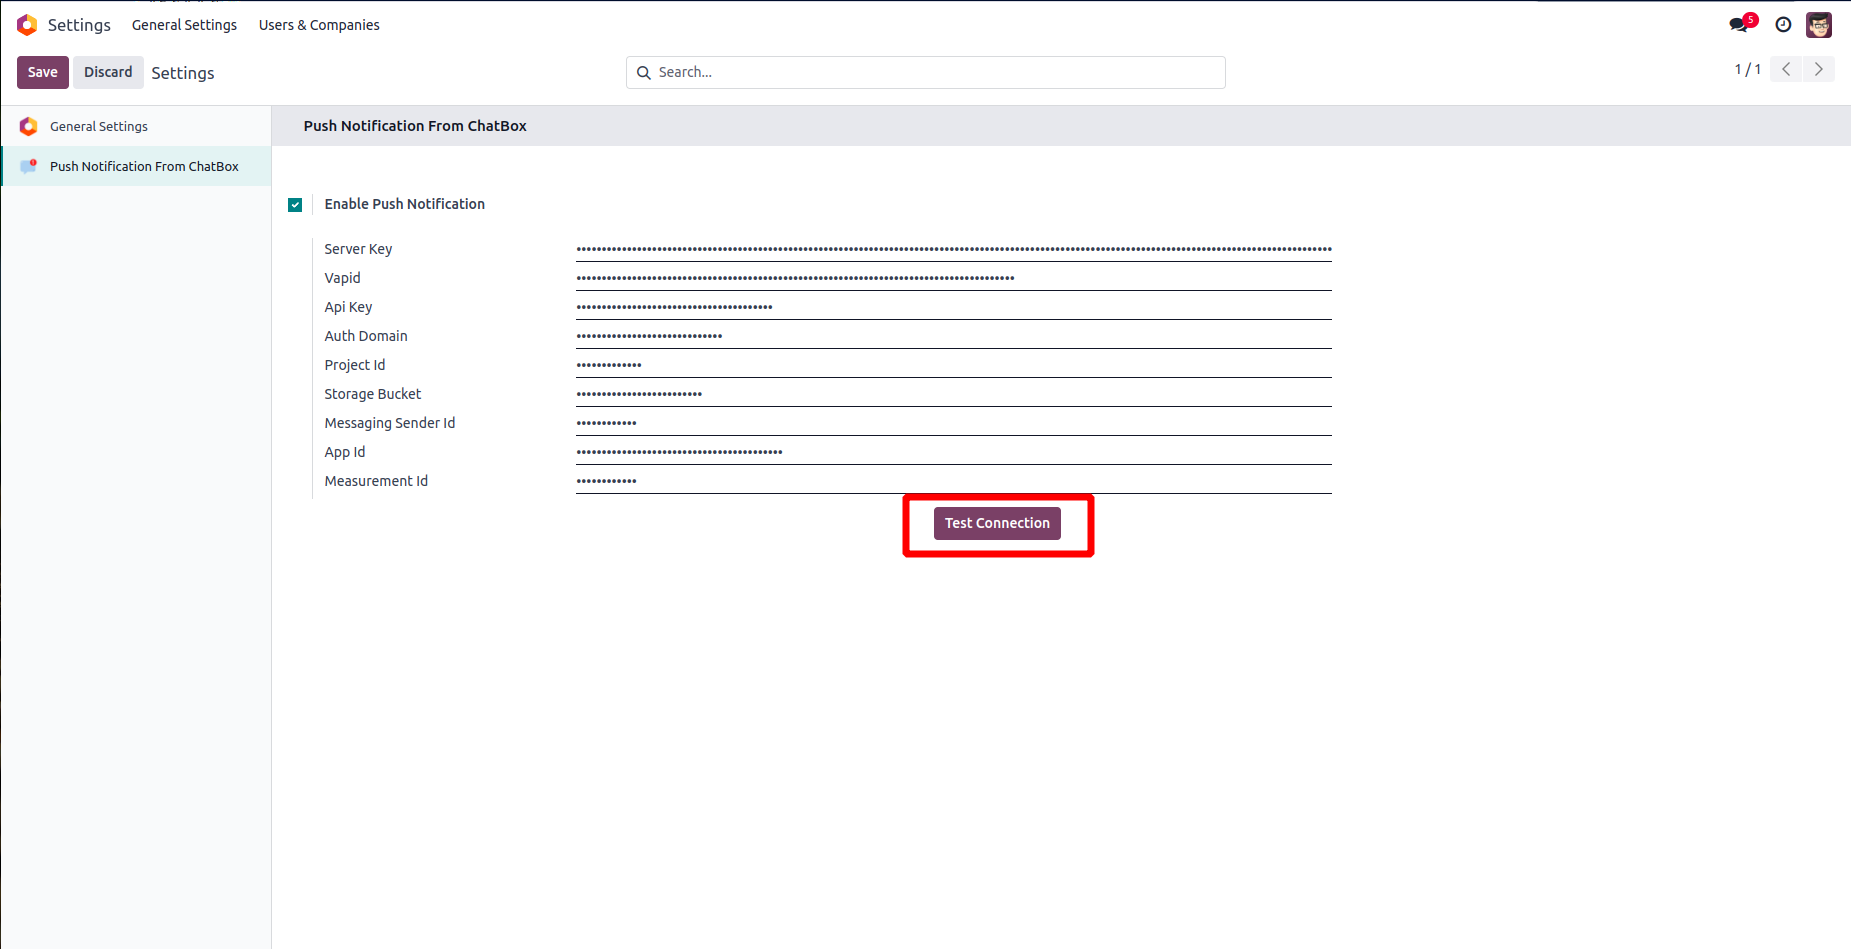 Settings General Settings Users & Companies 5
Save Discard Settings Search... 1 / 1
General Settings
Push Notification From ChatBox
Push Notification From ChatBox
Enable Push Notification
Server Key
Vapid
Api Key
Auth Domain
Project Id
Storage Bucket
Messaging Sender Id
App Id
Measurement Id
Test Connection